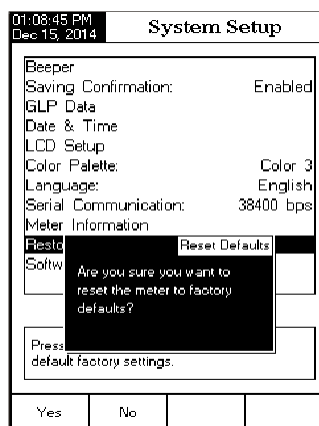 01:08:45 PM
Dec 15, 2014
System Setup
Beeper
Saving Confirmation: Enabled
GLP Data
Date & Time
LCD Setup
Color Palette: Color 3
Language: English
Serial Communication: 38400 bps
Meter Information
Resto
Softw
Reset Defaults
Are you sure you want to
reset the meter to factory
defaults?
Press
default factory settings.
Yes No